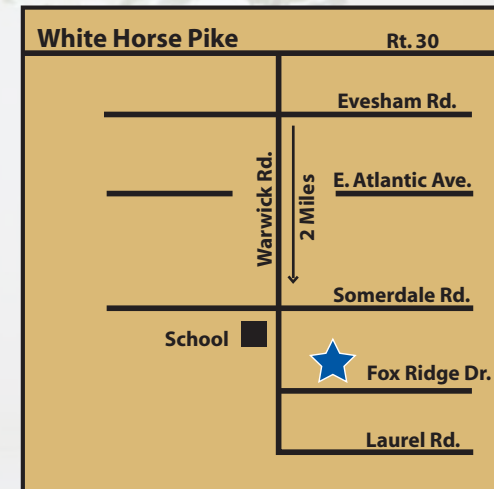 White Horse Pike
Rt. 30
Evesham Rd.
Warwick Rd.
E. Atlantic Ave.
2 Miles
Somerdale Rd.
School
Fox Ridge Dr.
Laurel Rd.